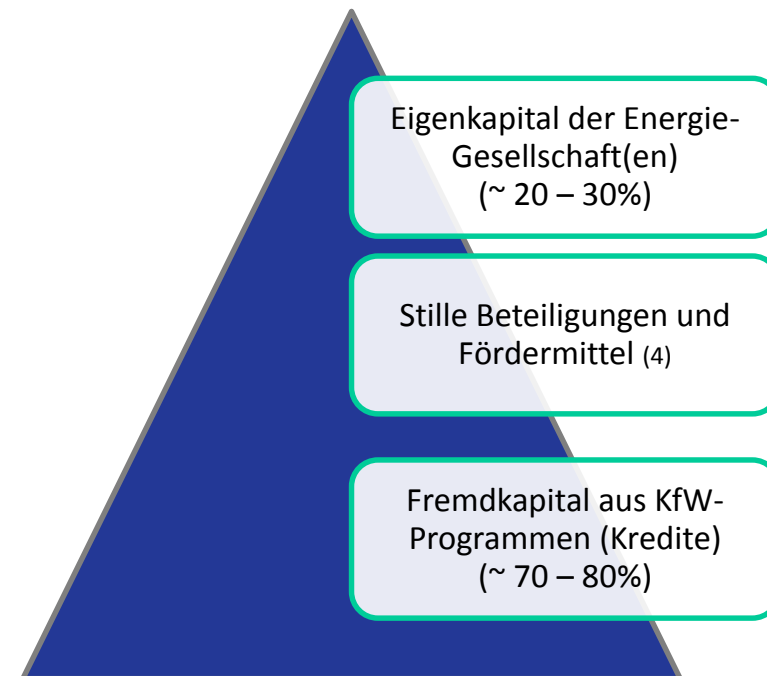 Eigenkapital der Energie-
Gesellschaft(en)
(~ 20 – 30%)
Stille Beteiligungen und
Fördermittel (4)
Fremdkapital aus KfW-
Programmen (Kredite)
(~ 70 – 80%)